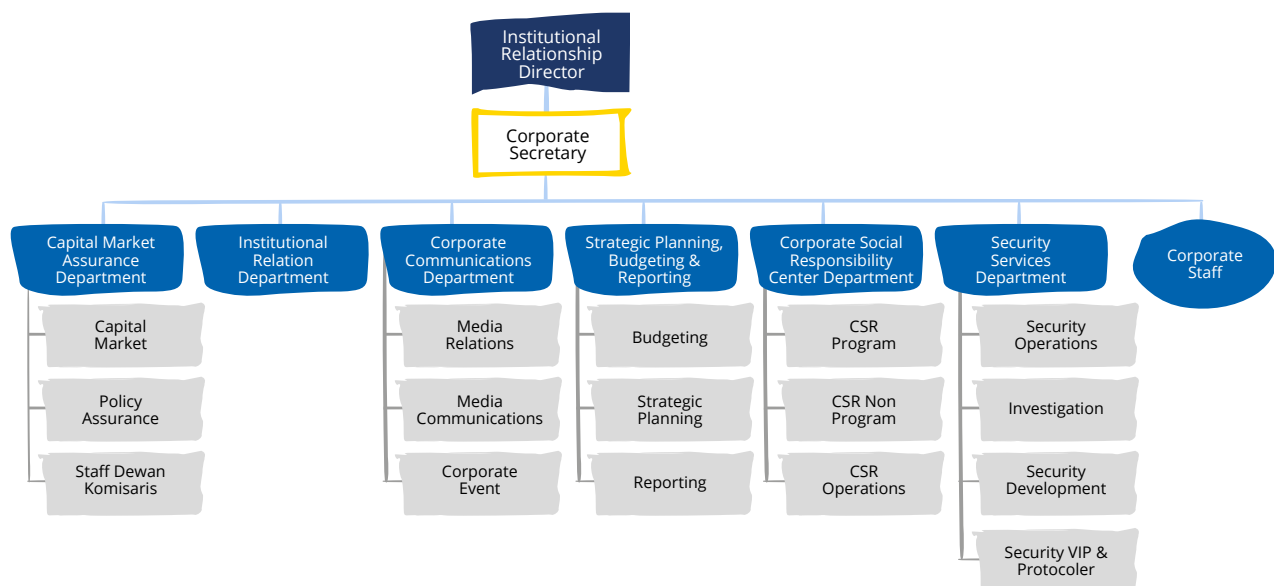 Institutional
Relationship
Director
Corporate
Secretary
Capital Market
Assurance
Department
Institutional
Relation
Department
Corporate
Communications
Department
Strategic Planning,
Budgeting &
Reporting
Corporate Social
Responsibility
Center Department
Security
Services
Department
Corporate
Staff
Capital
Market
Policy
Assurance
Staff Dewan
Komisaris
Media
Relations
Media
Communications
Corporate
Event
Budgeting
Strategic
Planning
Reporting
CSR
Program
CSR Non
Program
CSR
Operations
Security
Operations
Investigation
Security
Development
Security VIP &
Protocoler